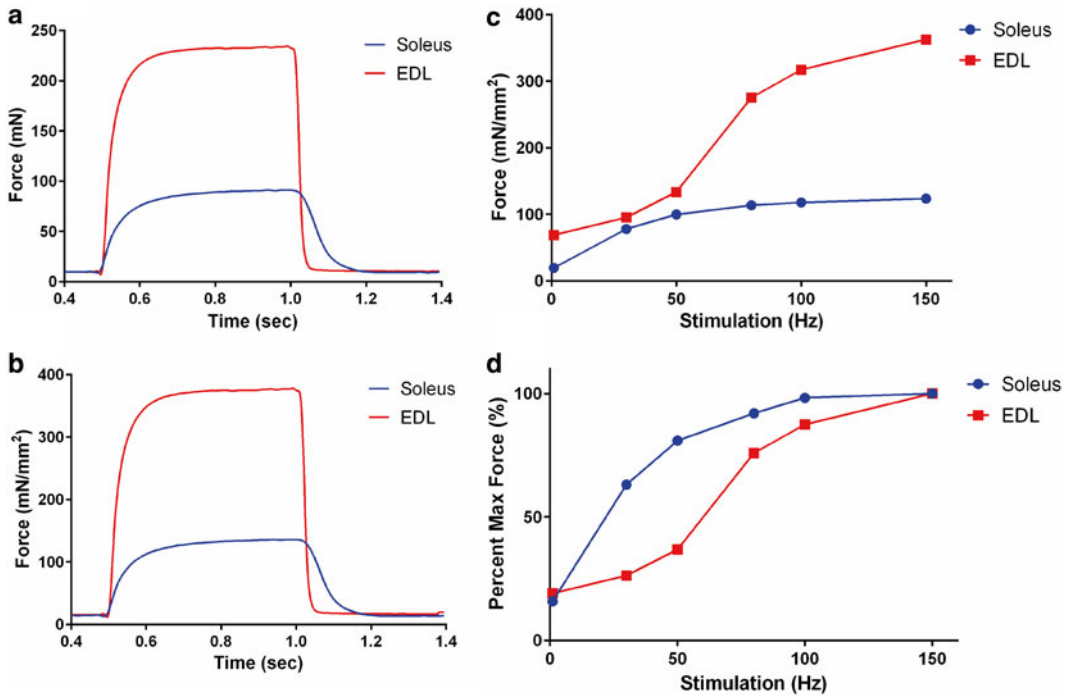 a
250
200
150
100
50
0
Force (mN)
0.4 0.6 0.8 1.0 1.2 1.4
Time (sec)
Soleus
EDL
b
400
300
200
100
0
Force (mN/mm²)
0.4 0.6 0.8 1.0 1.2 1.4
Time (sec)
Soleus
EDL
c
400
300
200
100
0
Force (mN/mm²)
0 50 100 150
Stimulation (Hz)
Soleus
EDL
d
100
50
0
Percent Max Force (%)
0 50 100 150
Stimulation (Hz)
Soleus
EDL